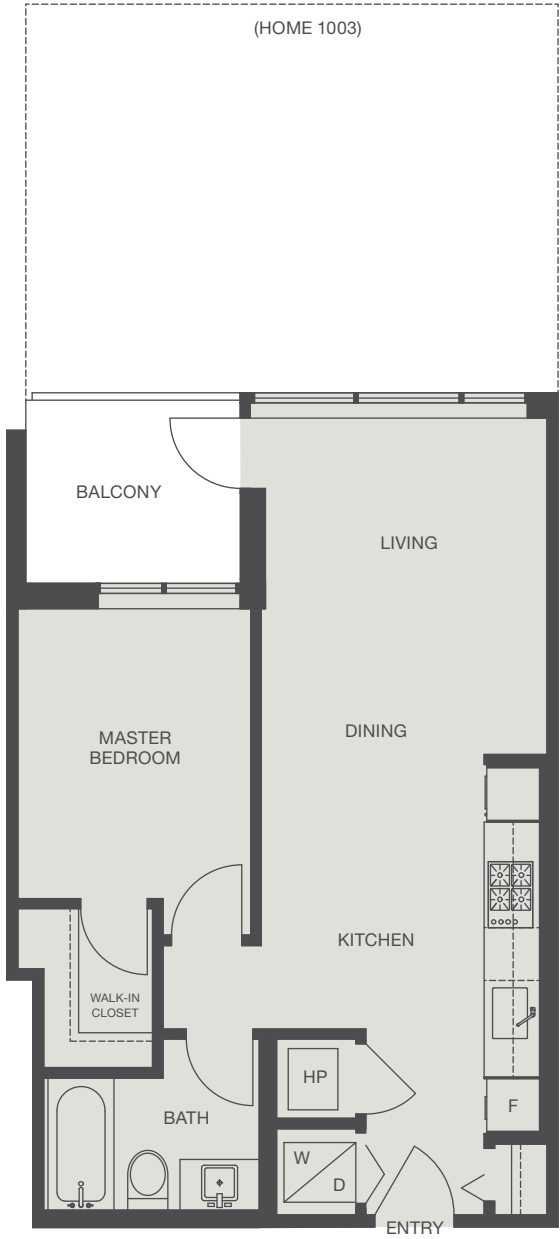 (HOME 1003)
BALCONY
LIVING
DINING
MASTER
BEDROOM
KITCHEN
WALK-IN
CLOSET
HP
F
BATH
W
D
ENTRY